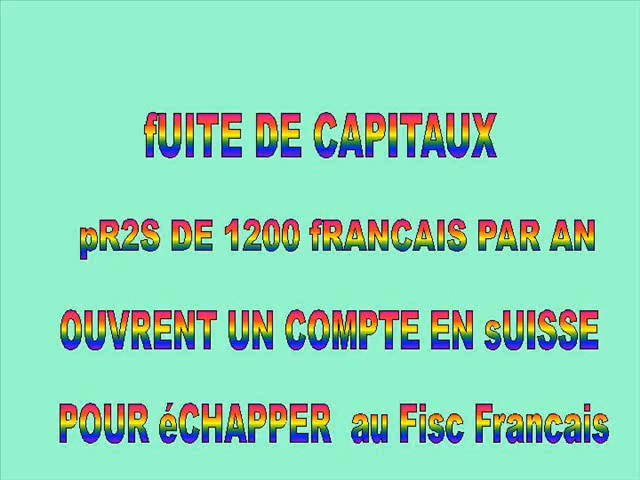 fUITE DE CAPITAUX
pR2S DE 1200 fRANCAIS PAR AN
OUVRENT UN COMPTE EN sUISSE
POUR éCHAPPER au Fisc Francais